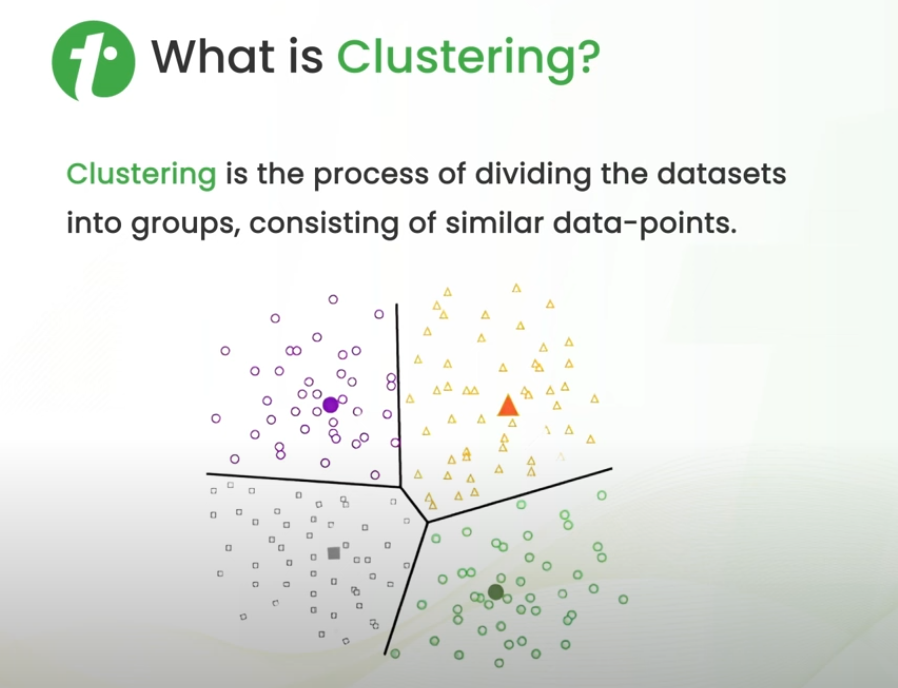 What is Clustering?
Clustering is the process of dividing the datasets
into groups, consisting of similar data-points.